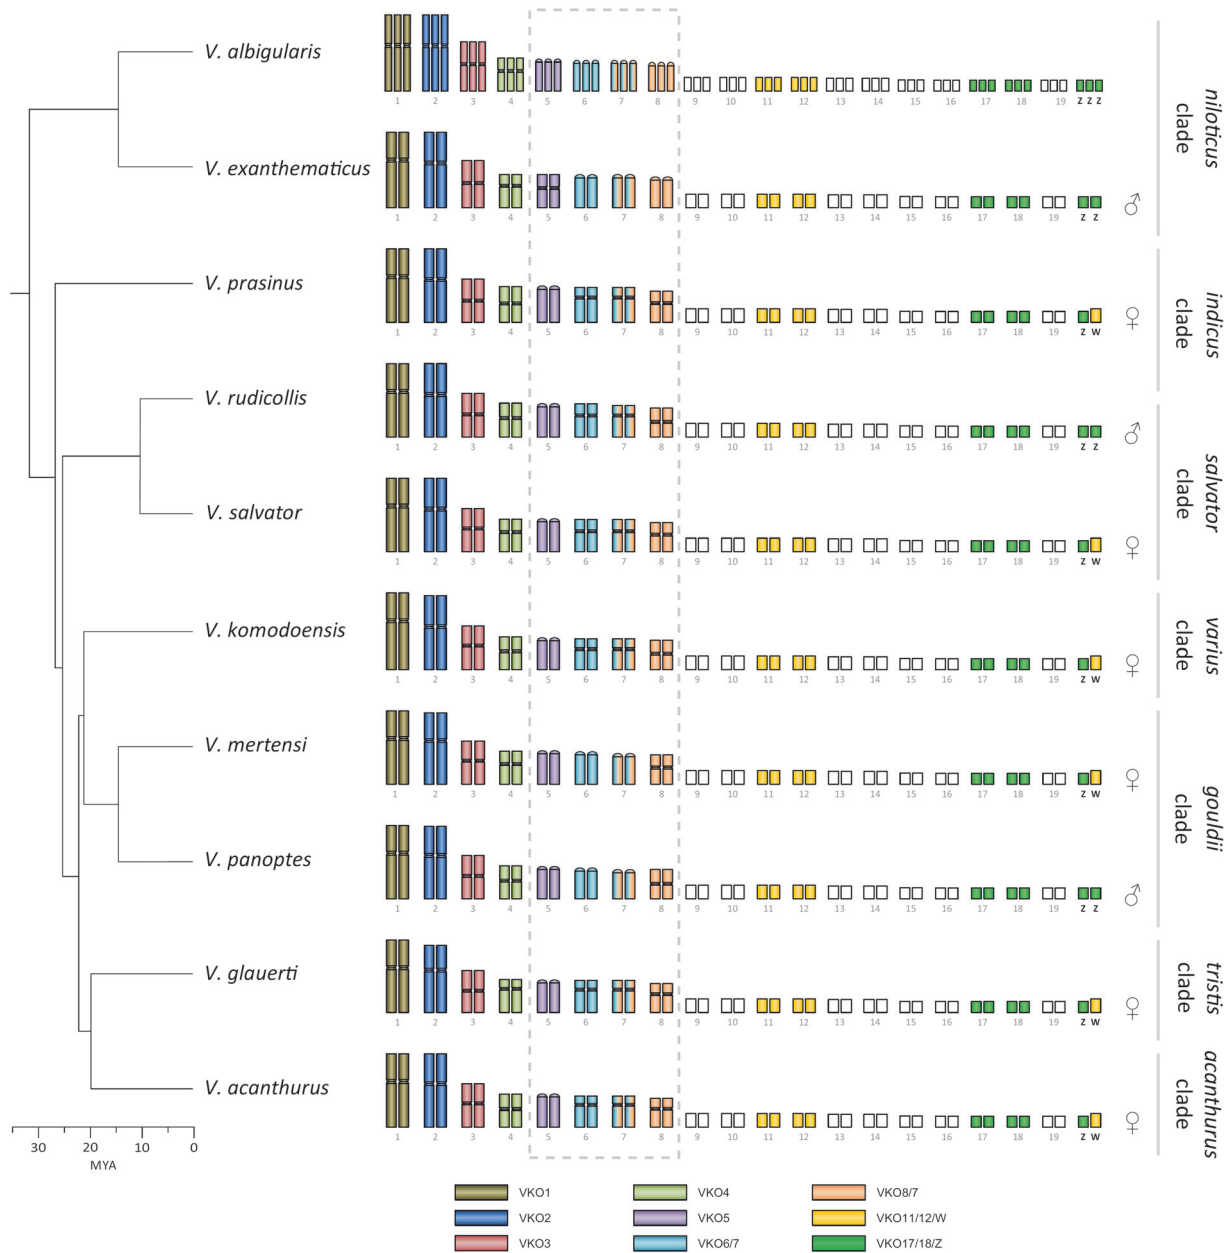 V. albigularis
1 2 3 4 5 6 7 8 9 10 11 12 13 14 15 16 17 18 19 Z Z Z
V. exanthematicus
1 2 3 4 5 6 7 8 9 10 11 12 13 14 15 16 17 18 19 Z Z ♂
niloticus
clade
V. prasinus
1 2 3 4 5 6 7 8 9 10 11 12 13 14 15 16 17 18 19 Z W ♀
indicus
clade
V. rudicollis
1 2 3 4 5 6 7 8 9 10 11 12 13 14 15 16 17 18 19 Z Z ♂
V. salvator
1 2 3 4 5 6 7 8 9 10 11 12 13 14 15 16 17 18 19 Z W ♀
salvator
clade
V. komodoensis
1 2 3 4 5 6 7 8 9 10 11 12 13 14 15 16 17 18 19 Z W ♀
varius
clade
V. mertensi
1 2 3 4 5 6 7 8 9 10 11 12 13 14 15 16 17 18 19 Z W ♀
V. panoptes
1 2 3 4 5 6 7 8 9 10 11 12 13 14 15 16 17 18 19 Z Z ♂
gouldii
clade
V. glauerti
1 2 3 4 5 6 7 8 9 10 11 12 13 14 15 16 17 18 19 Z W ♀
tristis
clade
V. acanthurus
1 2 3 4 5 6 7 8 9 10 11 12 13 14 15 16 17 18 19 Z W ♀
acanthurus
clade
30 20 10 0
MYA
VKO1 VKO4 VKO8/7
VKO2 VKO5 VKO11/12/W
VKO3 VKO6/7 VKO17/18/Z